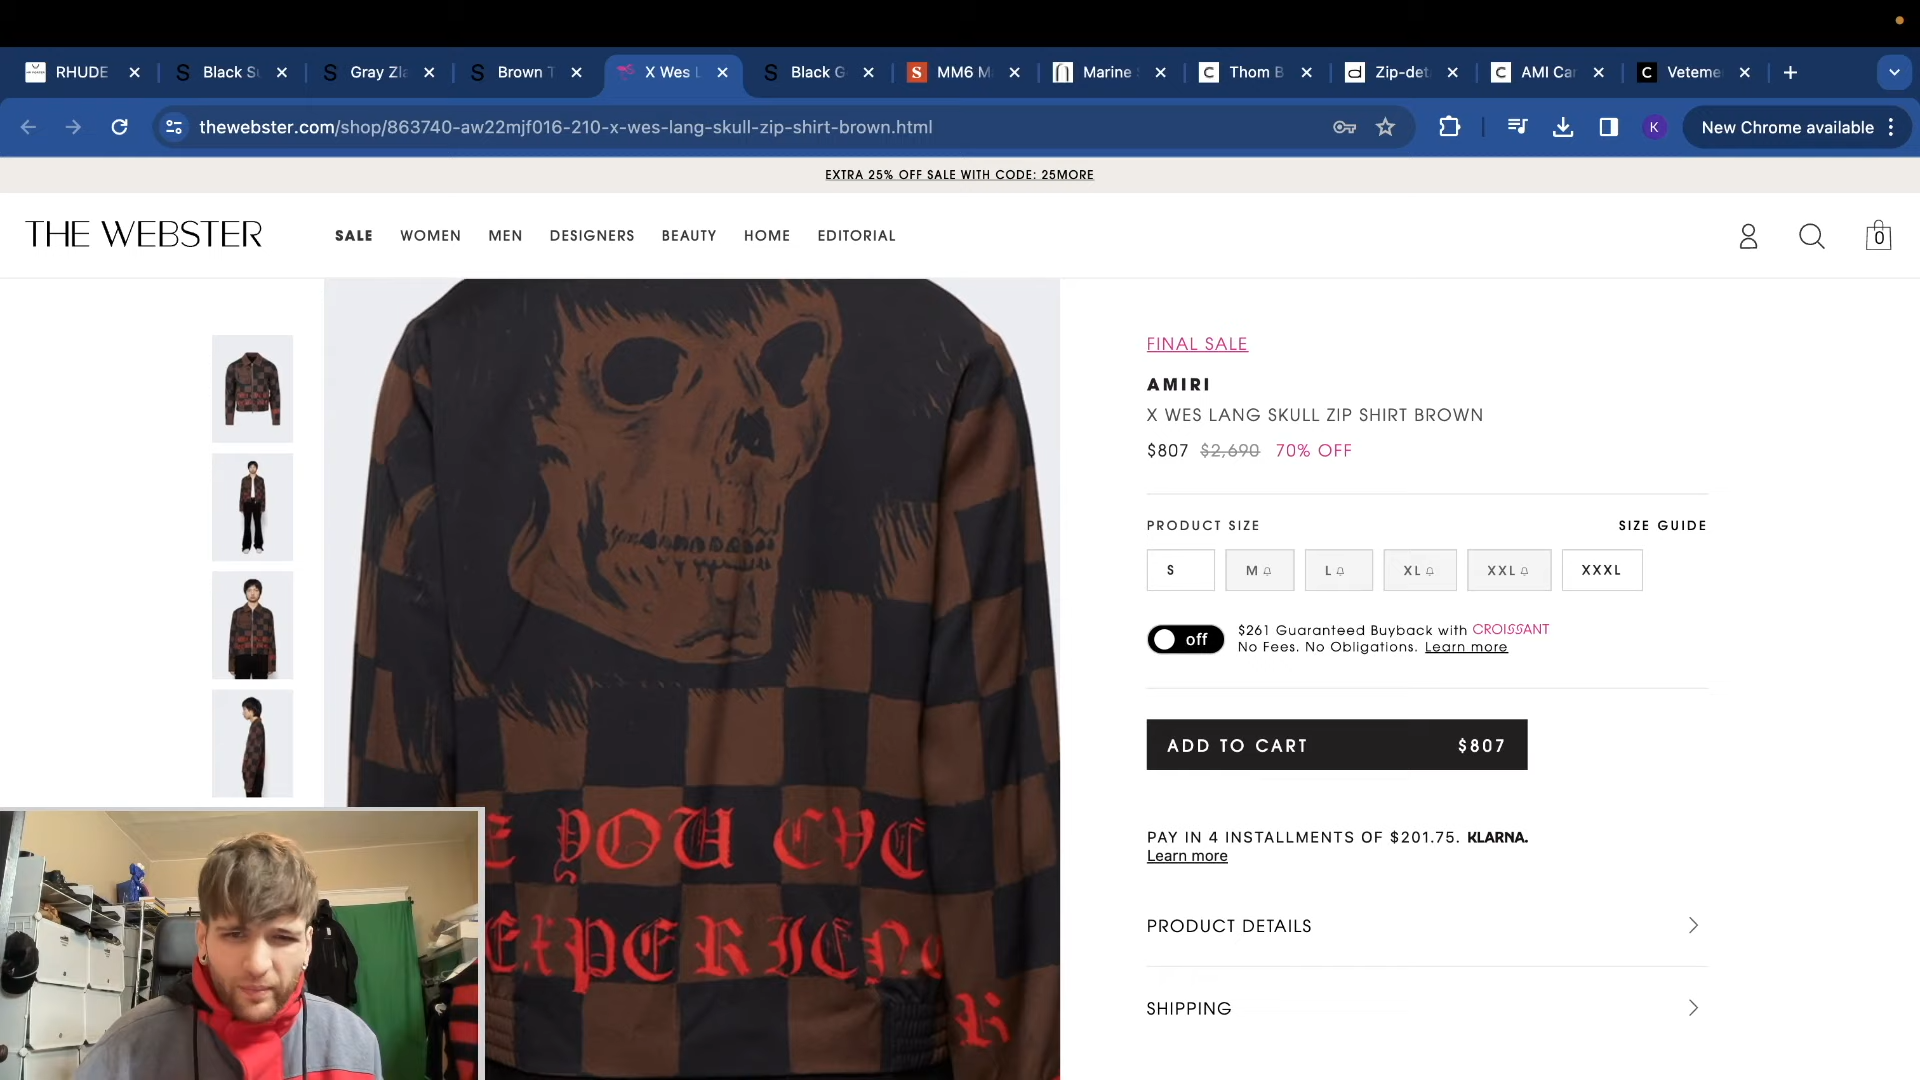 RHUDE
Black S
Gray Zla
Brown T
X Wes L
Black G
MM6 M
Marine
Thom B
Zip-det
AMI Car
Veteme
thewebster.com/shop/863740-aw22mjf016-210-x-wes-lang-skull-zip-shirt-brown.html
K
New Chrome available
EXTRA 25% OFF SALE WITH CODE: 25MORE
THE WEBSTER
SALE
WOMEN
MEN
DESIGNERS
BEAUTY
HOME
EDITORIAL
0
FINAL SALE
AMIRI
X WES LANG SKULL ZIP SHIRT BROWN
$807 $2,690 70% OFF
PRODUCT SIZE
SIZE GUIDE
S
M
L
XL
XXL
XXXL
off
$261 Guaranteed Buyback with CROISSANT
No Fees. No Obligations. Learn more
ADD TO CART $807
PAY IN 4 INSTALLMENTS OF $201.75. KLARNA.
Learn more
PRODUCT DETAILS
SHIPPING
E YOU EVE
EXPERIENC